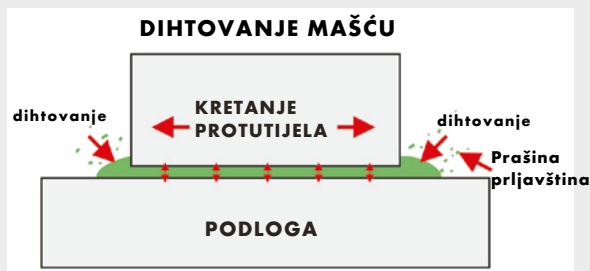 DIHTOVANJE MAŠĆU
dihtovanje
KRETANJE
PROTUTIJELA
dihtovanje
Prašina
prljavština
PODLOGA